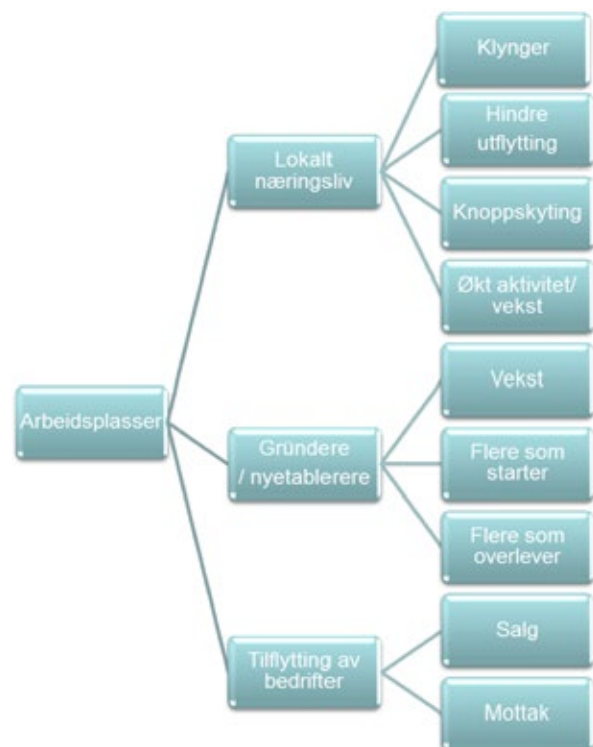 Arbeidsplasser
Lokalt
næringsliv
Klynger
Hindre
utflytting
Knoppskyting
Økt aktivitet/
vekst
Gründere
/ nyetablerere
Vekst
Flere som
starter
Flere som
overlever
Tilflytting av
bedrifter
Salg
Mottak